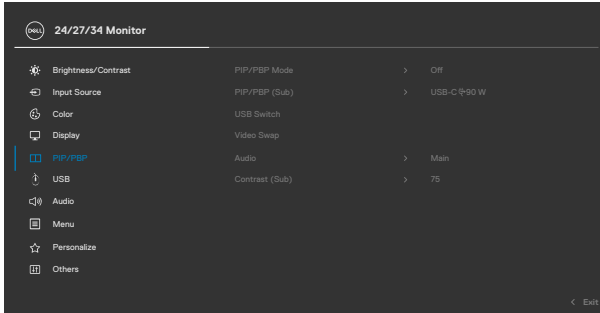 DELL 24/27/34 Monitor
Brightness/Contrast PIP/PBP Mode > Off
Input Source PIP/PBP (Sub) > USB-C 90 W
Color USB Switch
Display Video Swap
PIP/PBP Audio > Main
USB Contrast (Sub) > 75
Audio
Menu
Personalize
Others
< Exit